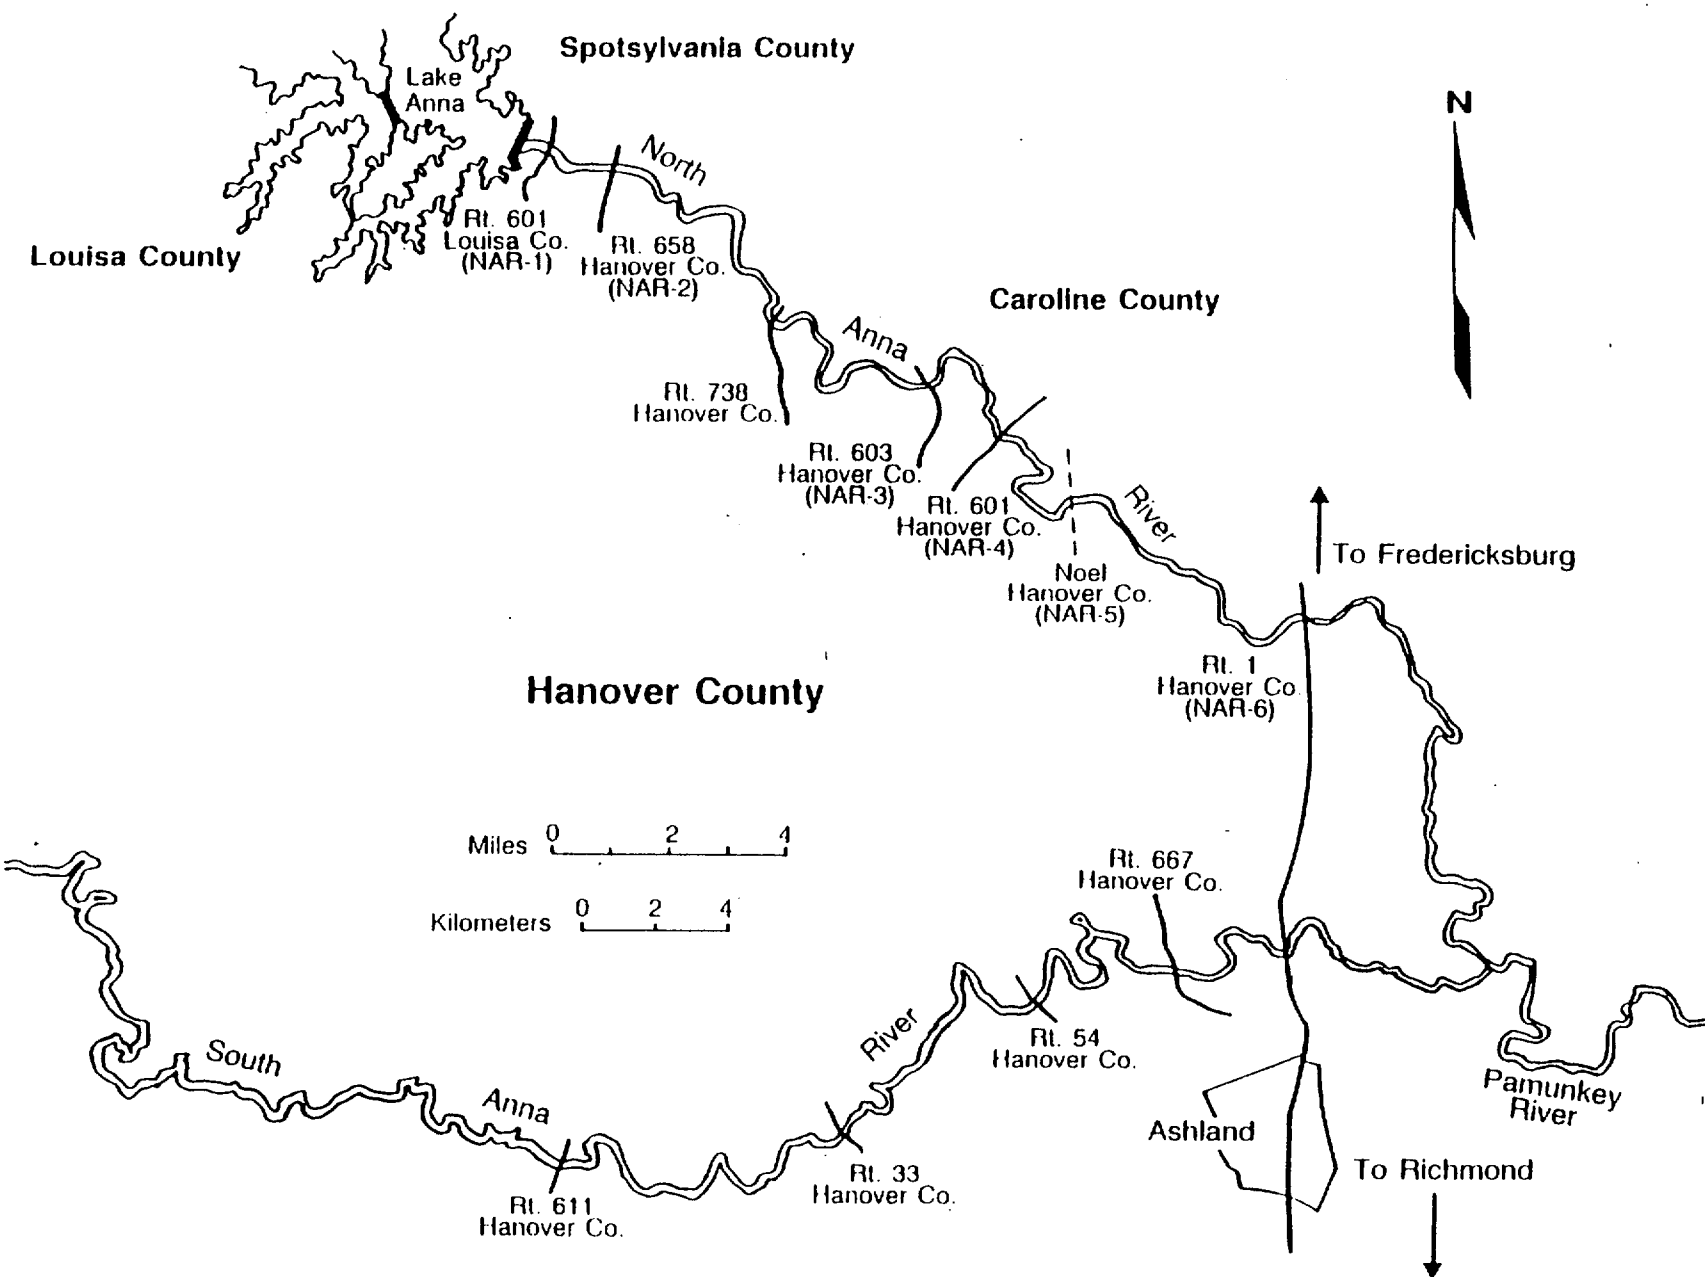 Spotsylvania County
Lake
Anna
N
North
Rt. 601
Louisa Co.
(NAR-1)
Louisa County
Rt. 658
Hanover Co.
(NAR-2)
Caroline County
Anna
Rt. 738
Hanover Co.
Rt. 603
Hanover Co.
(NAR-3)
Rt. 601
Hanover Co.
(NAR-4)
River
To Fredericksburg
Noel
Hanover Co.
(NAR-5)
Rt. 1
Hanover Co.
(NAR-6)
Hanover County
Miles 0 2 4
Kilometers 0 2 4
Rt. 667
Hanover Co.
South
Anna
River
Rt. 54
Hanover Co.
Pamunkey
River
Ashland
To Richmond
Rt. 33
Hanover Co.
Rt. 611
Hanover Co.